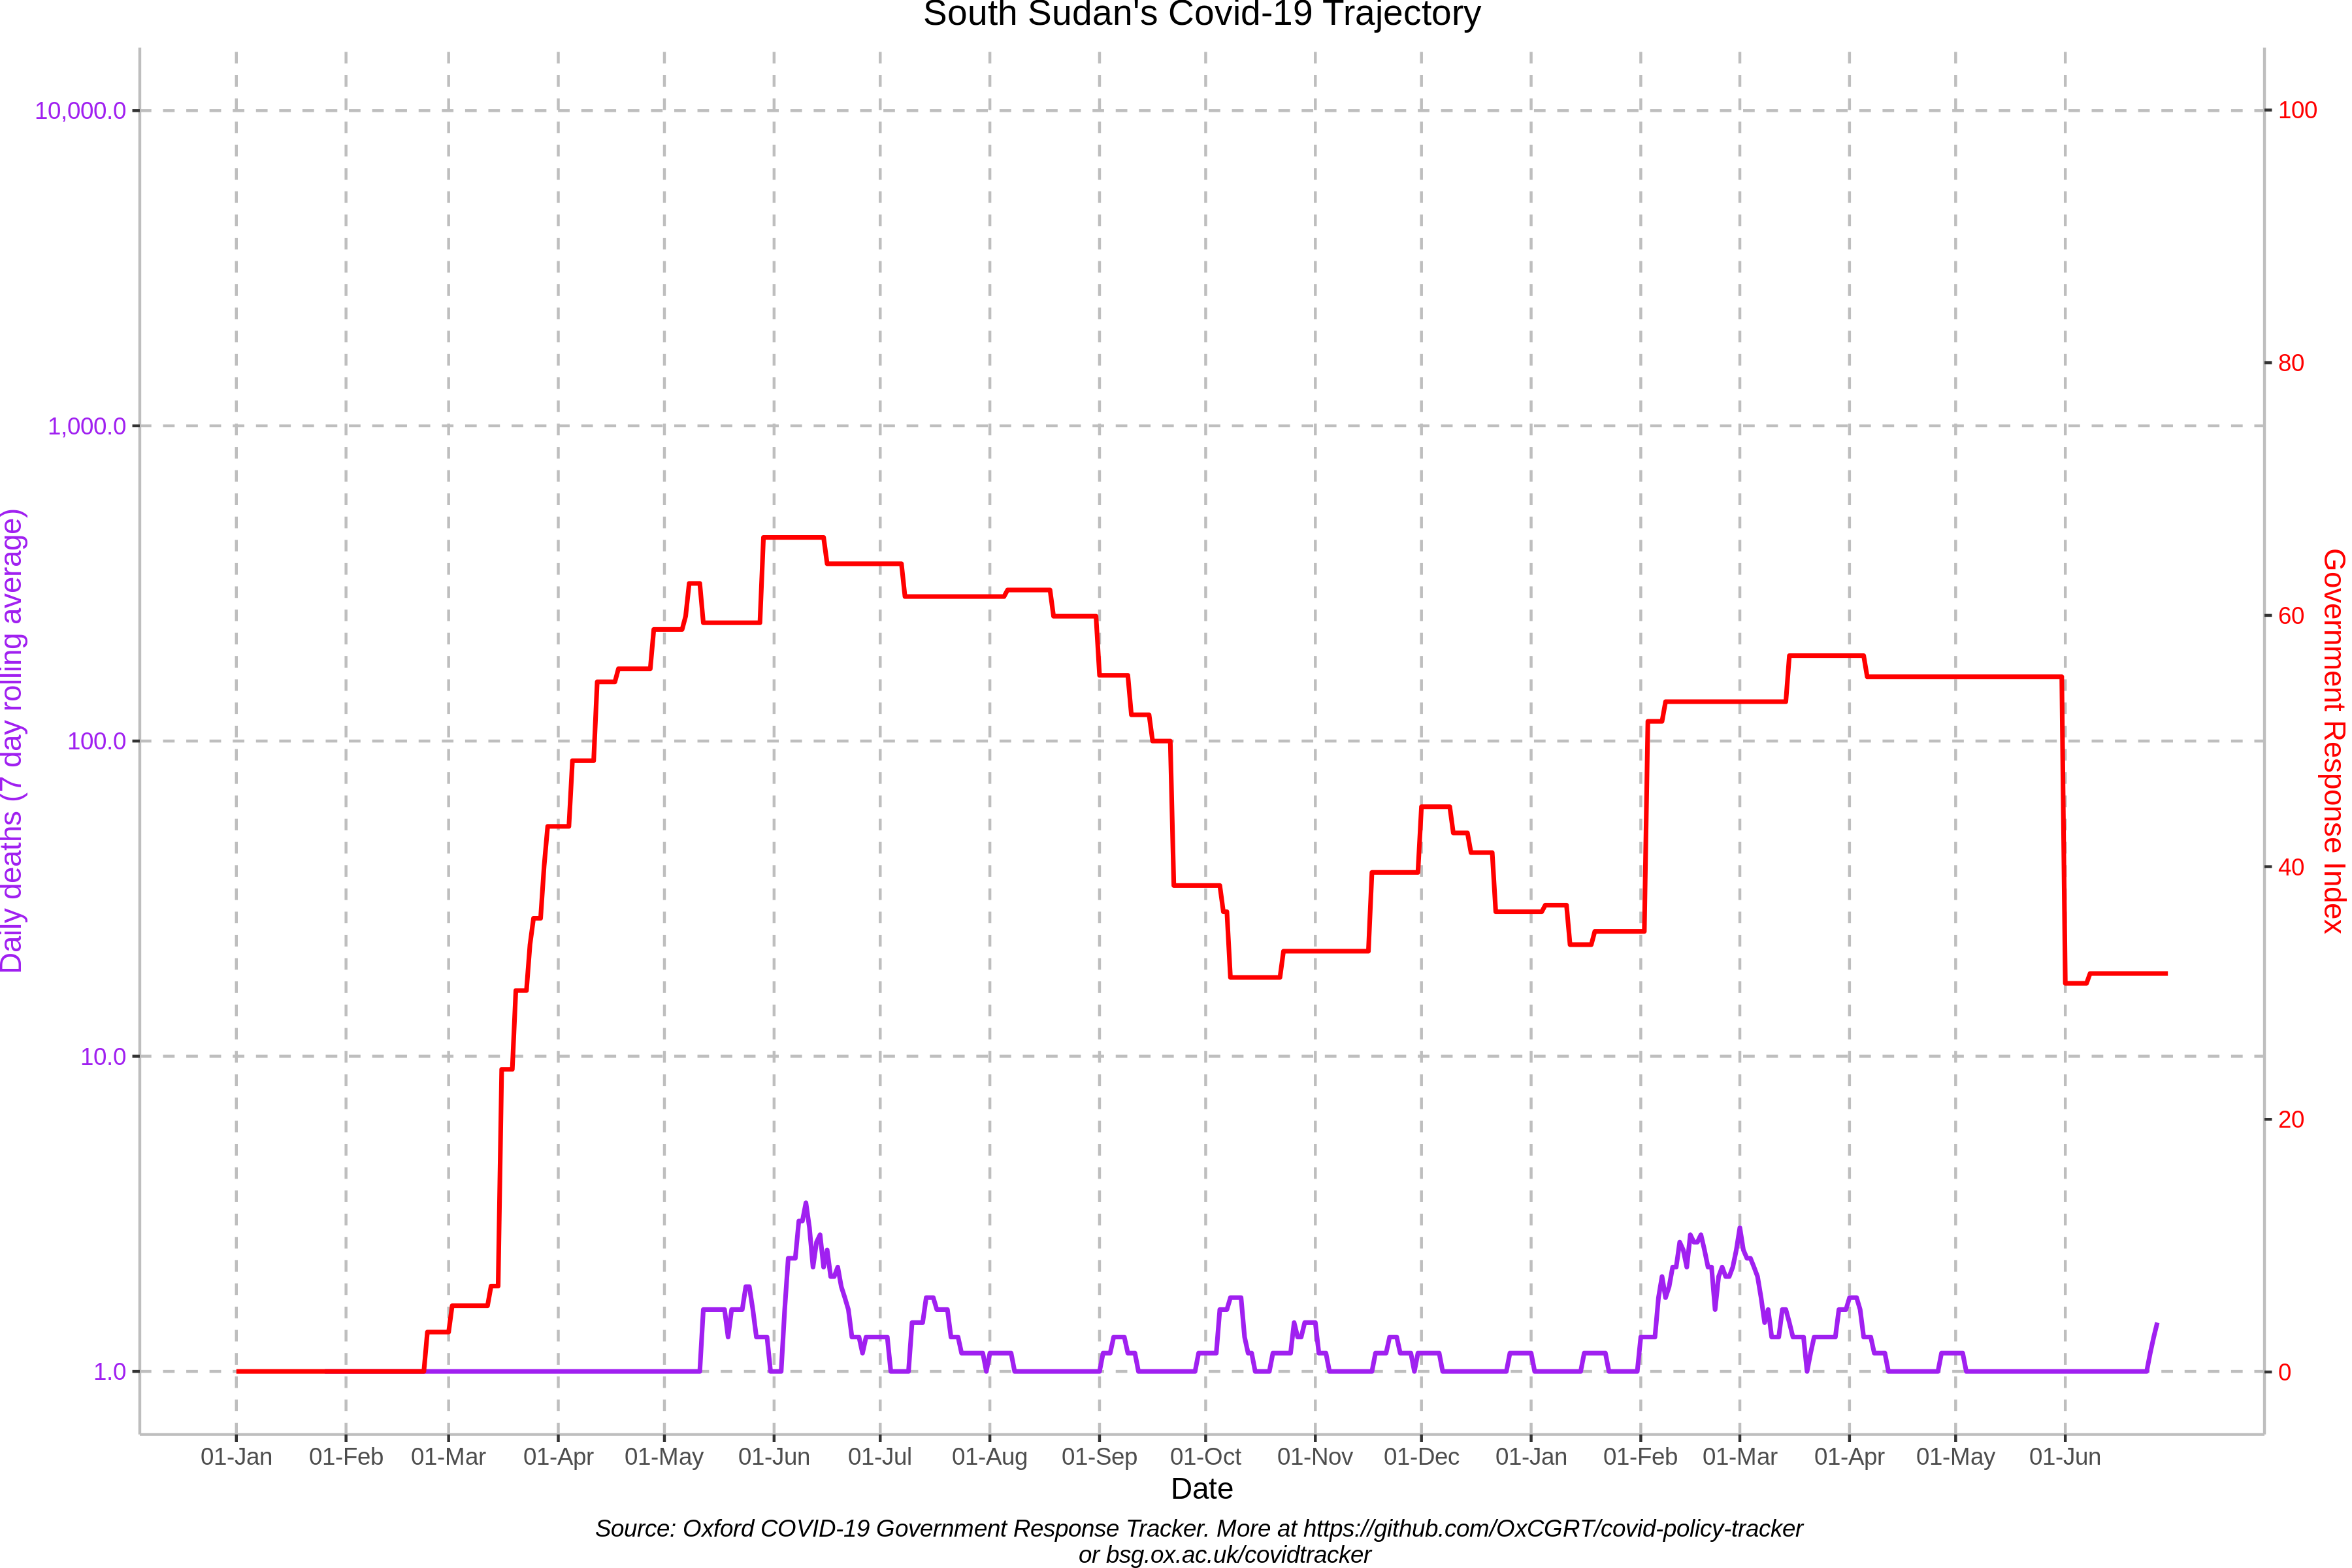 South Sudan's Covid-19 Trajectory
Daily deaths (7 day rolling average)
10,000.0
1,000.0
100.0
10.0
1.0
100
80
60
40
20
0
Government Response Index
01-Jan 01-Feb 01-Mar 01-Apr 01-May 01-Jun 01-Jul 01-Aug 01-Sep 01-Oct 01-Nov 01-Dec 01-Jan 01-Feb 01-Mar 01-Apr 01-May 01-Jun
Date
Source: Oxford COVID-19 Government Response Tracker. More at https://github.com/OxCGRT/covid-policy-tracker
or bsg.ox.ac.uk/covidtracker